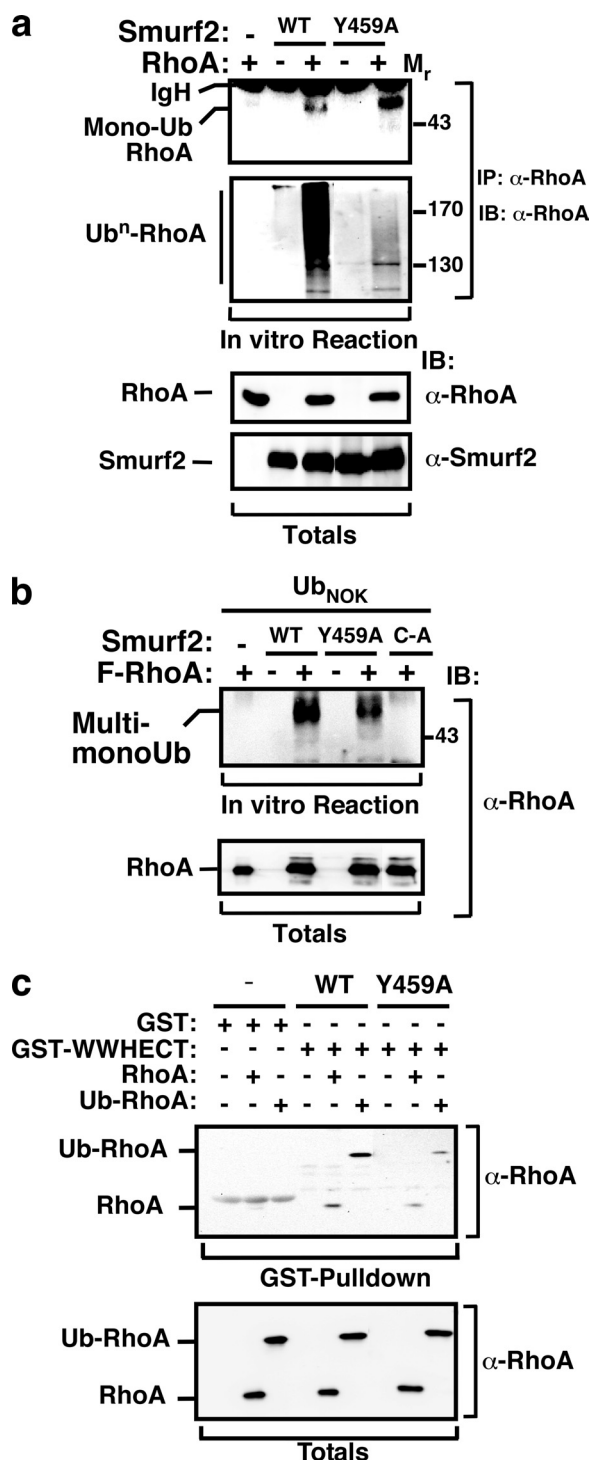 a
Smurf2: - WT Y459A
RhoA: + - + - + Mr
IgH
Mono-Ub
RhoA
43
IP: α-RhoA
IB: α-RhoA
Ubn-RhoA
170
130
In vitro Reaction
IB:
RhoA α-RhoA
Smurf2 α-Smurf2
Totals
b
UbNOK
Smurf2: - WT Y459A C-A
F-RhoA: + - + - + + IB:
Multi-
monoUb
43
In vitro Reaction
α-RhoA
RhoA
Totals
c
- WT Y459A
GST: + + + - - - - - -
GST-WWHECT: - - - + + + + + +
RhoA: - + - - + - - + -
Ub-RhoA: - - + - - + - - +
Ub-RhoA
α-RhoA
RhoA
GST-Pulldown
Ub-RhoA
α-RhoA
RhoA
Totals